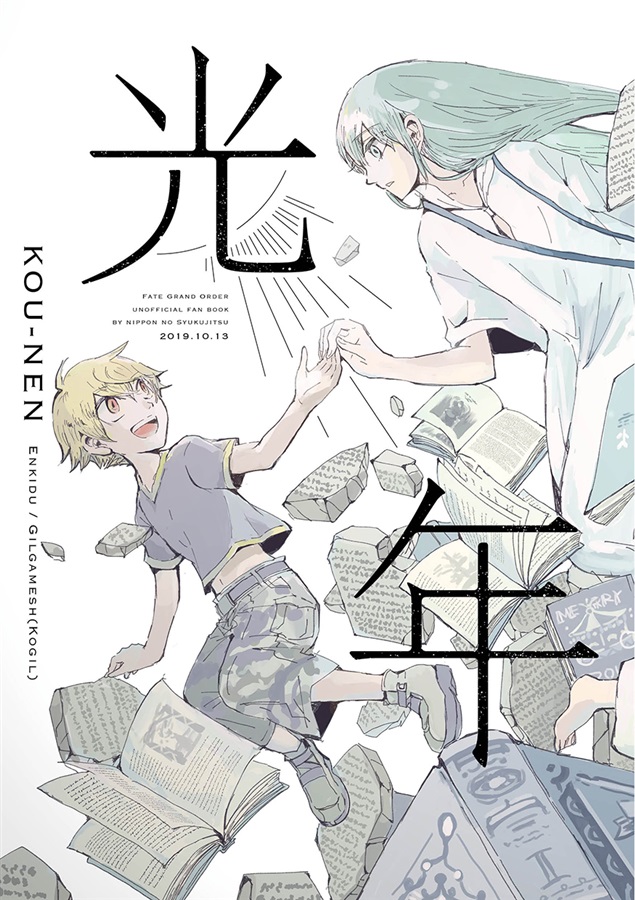 光年
KOU-NEN
ENKIDU / GILGAMESH(KOGIL)
FATE GRAND ORDER
UNOFFICIAL FAN BOOK
BY NIPPON NO SYUKUJITSU
2019.10.13